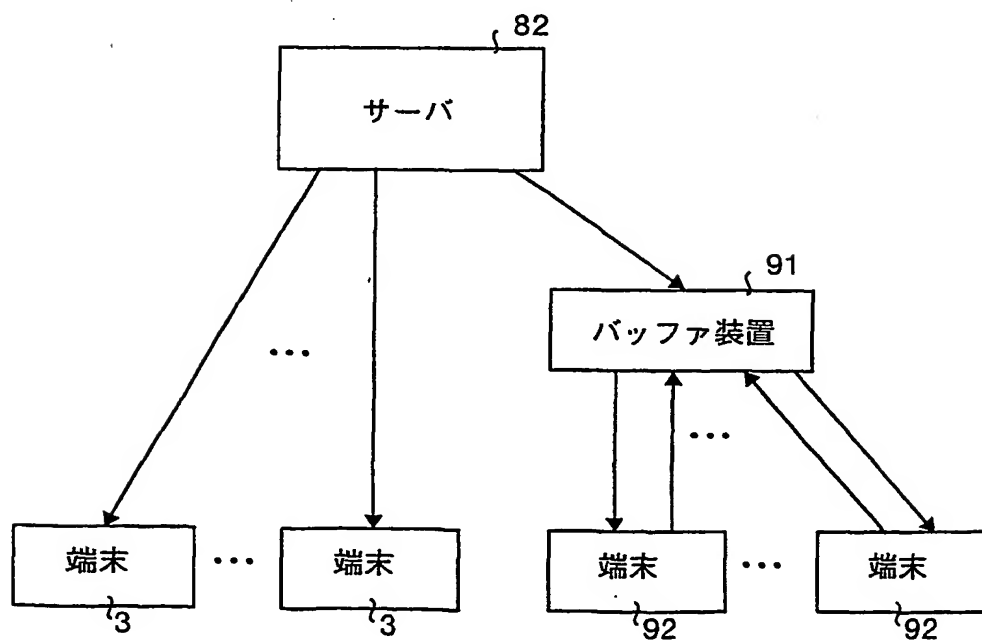 82
サーバ
91
バッファ装置
...
...
端末 ... 端末 端末 ... 端末
3 3 92 92